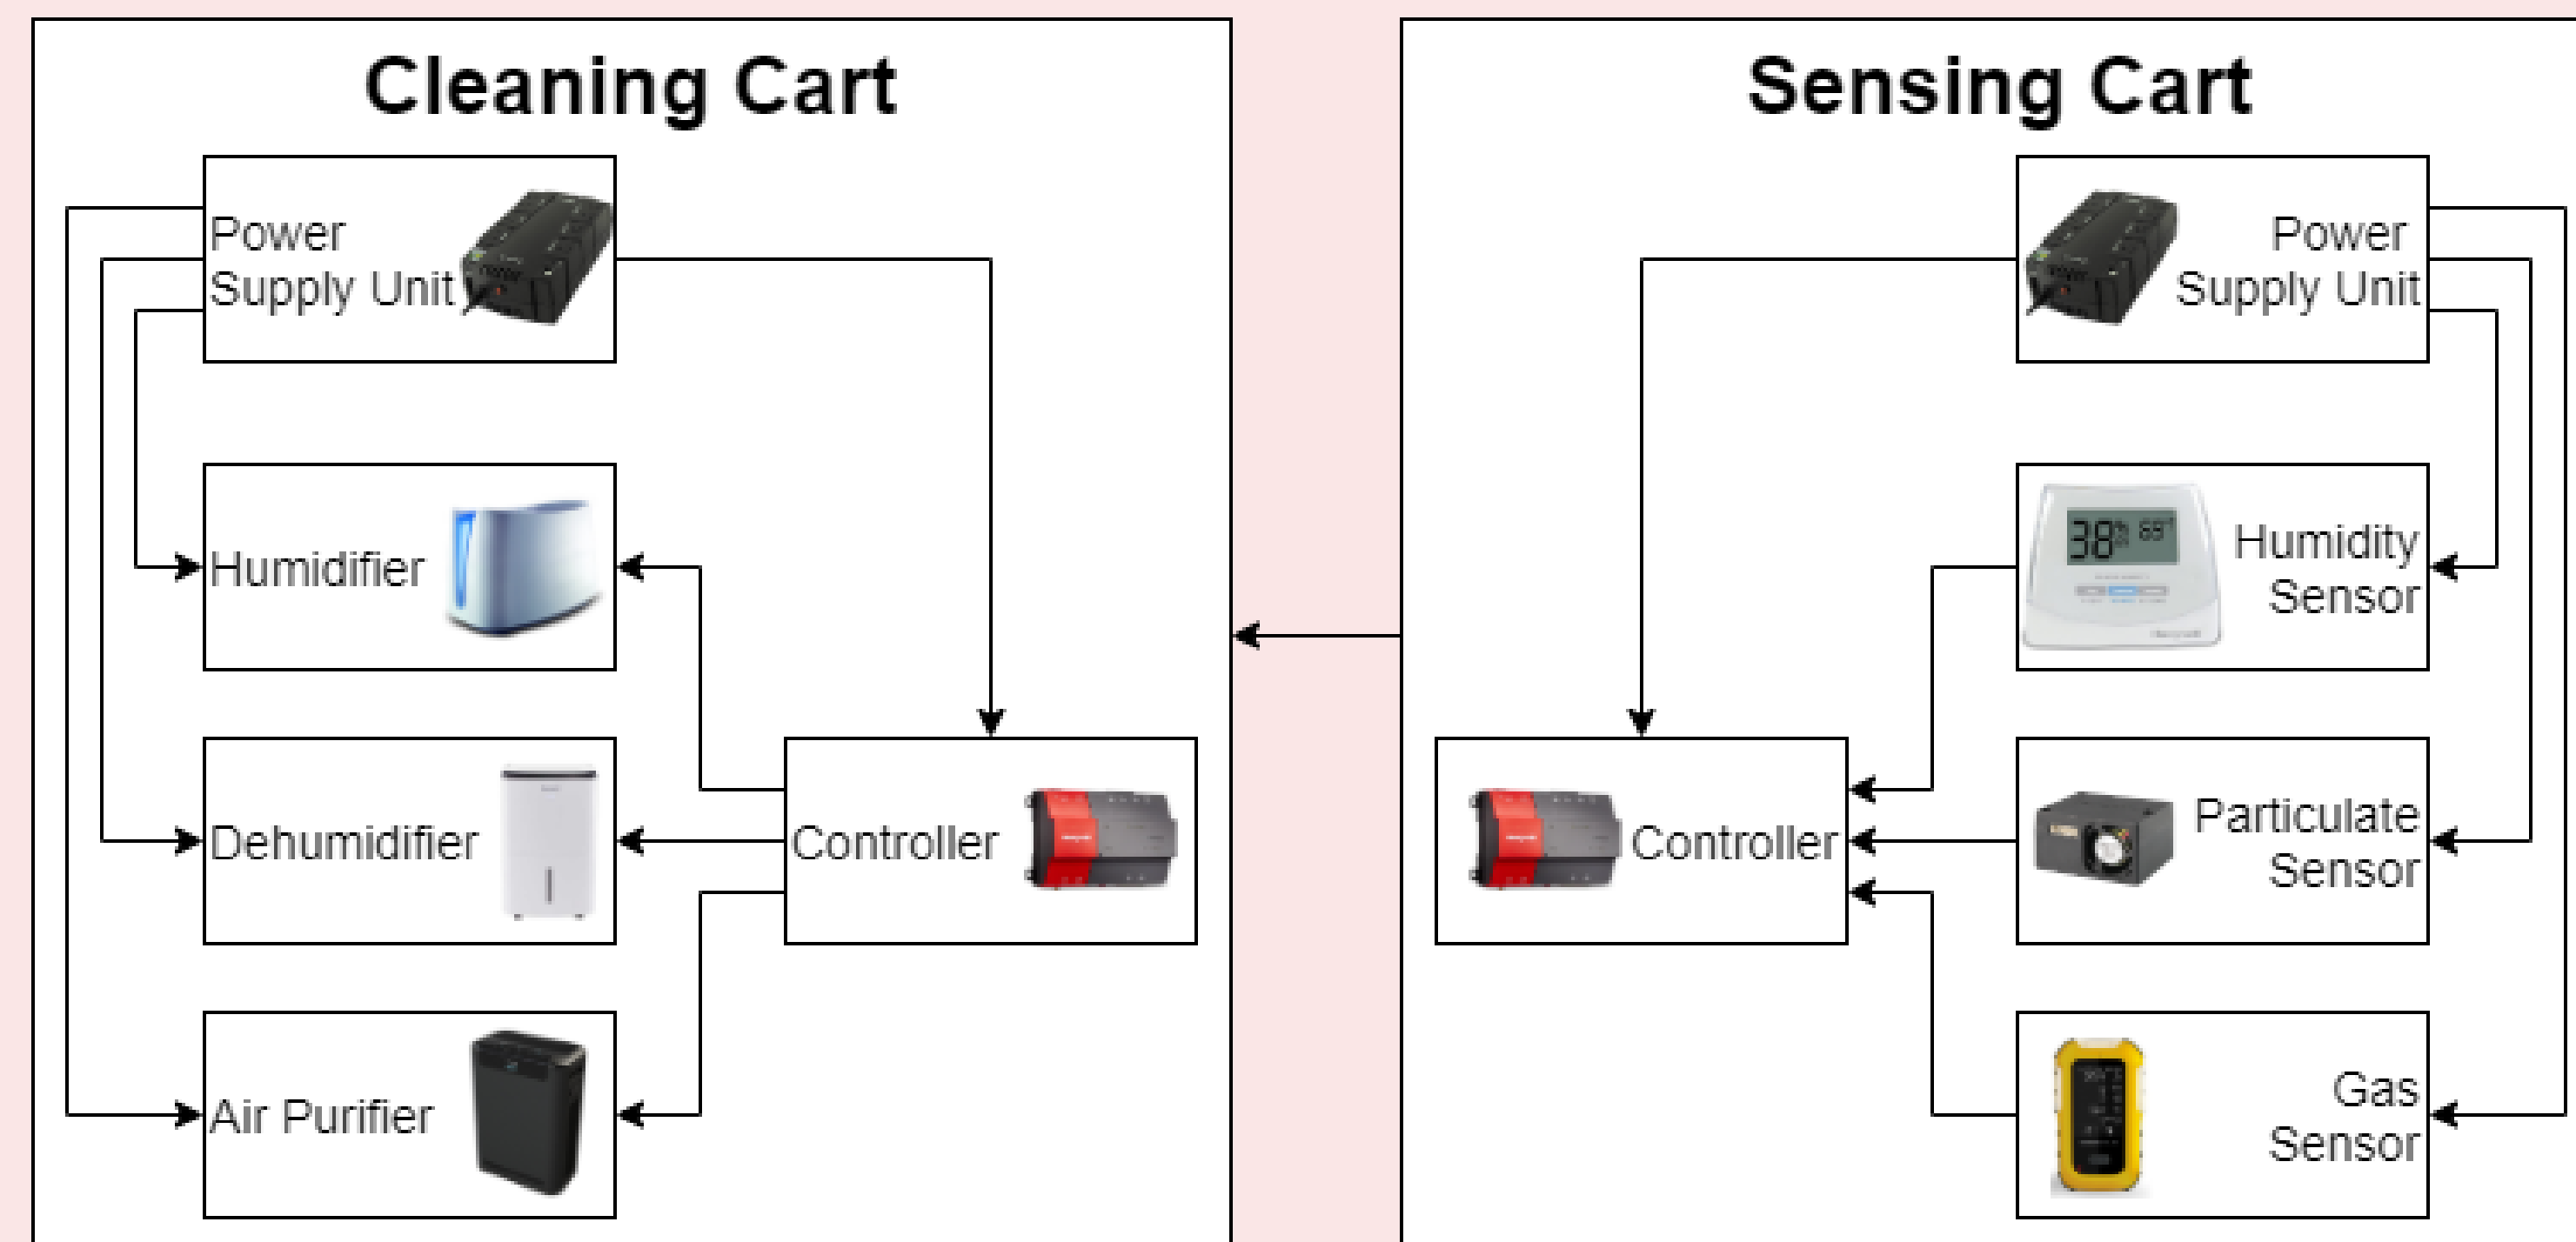 Cleaning Cart
Power
Supply Unit
Humidifier
Dehumidifier
Air Purifier
Controller
Sensing Cart
Power
Supply Unit
38
Humidity
Sensor
Controller
Particulate
Sensor
Gas
Sensor